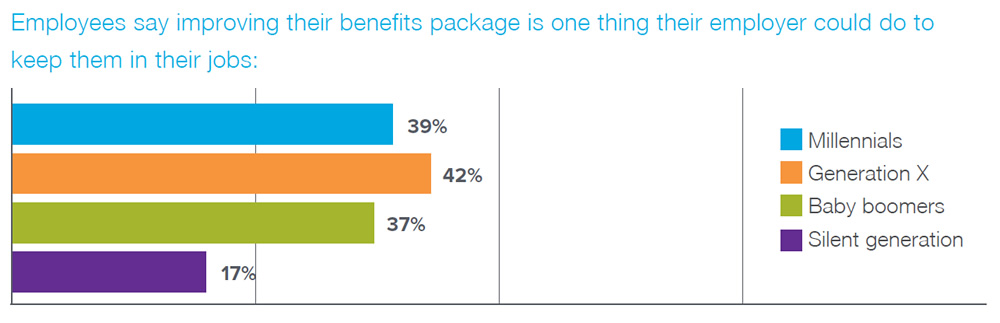 Employees say improving their benefits package is one thing their employer could do to
keep them in their jobs:
39%
42%
37%
17%
Millennials
Generation X
Baby boomers
Silent generation